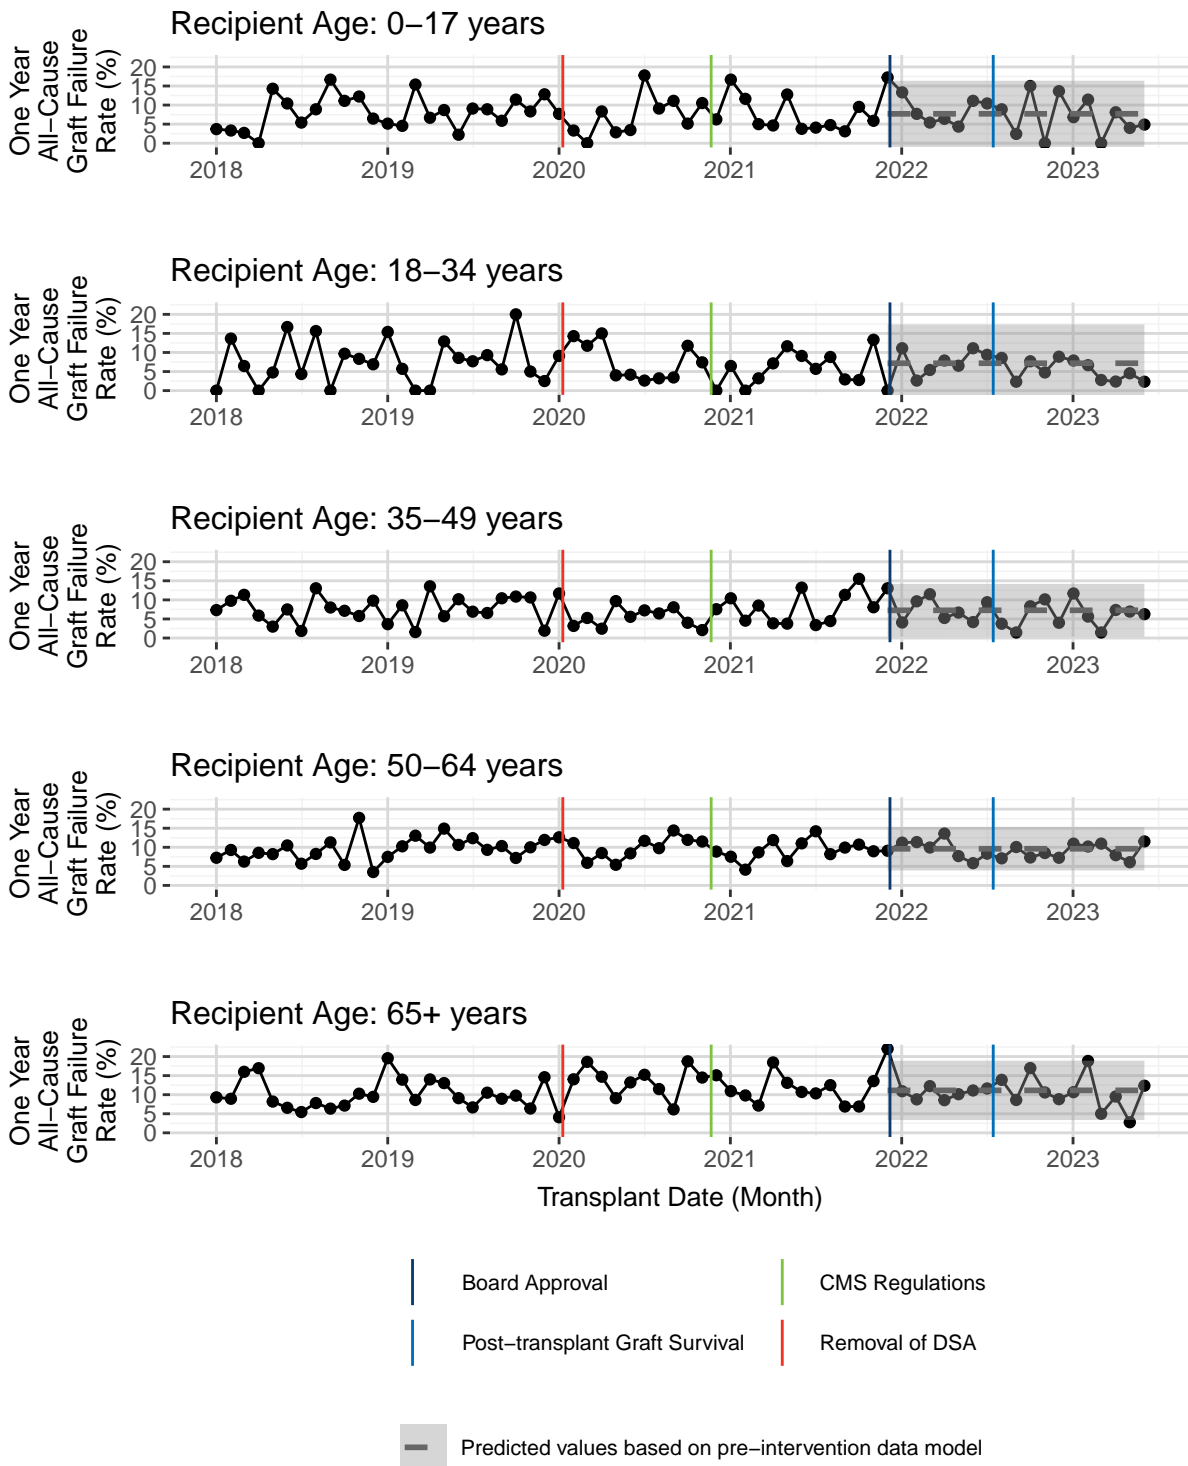 Recipient Age: 0−17 years
One Year
All−Cause
Graft Failure
Rate (%)
20
15
10
5
0
2018 2019 2020 2021 2022 2023
Recipient Age: 18−34 years
One Year
All−Cause
Graft Failure
Rate (%)
20
15
10
5
0
2018 2019 2020 2021 2022 2023
Recipient Age: 35−49 years
One Year
All−Cause
Graft Failure
Rate (%)
20
15
10
5
0
2018 2019 2020 2021 2022 2023
Recipient Age: 50−64 years
One Year
All−Cause
Graft Failure
Rate (%)
20
15
10
5
0
2018 2019 2020 2021 2022 2023
Recipient Age: 65+ years
One Year
All−Cause
Graft Failure
Rate (%)
20
15
10
5
0
2018 2019 2020 2021 2022 2023
Transplant Date (Month)
Board Approval
CMS Regulations
Post−transplant Graft Survival
Removal of DSA
Predicted values based on pre−intervention data model